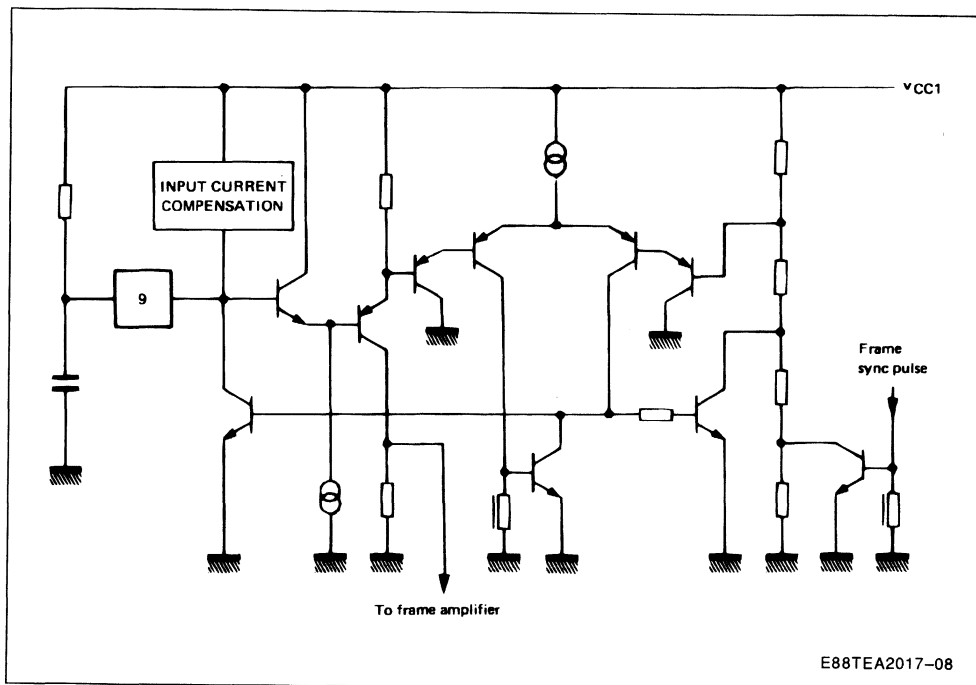 VCC1
INPUT CURRENT
COMPENSATION
9
Frame
sync pulse
To frame amplifier
E88TEA2017-08